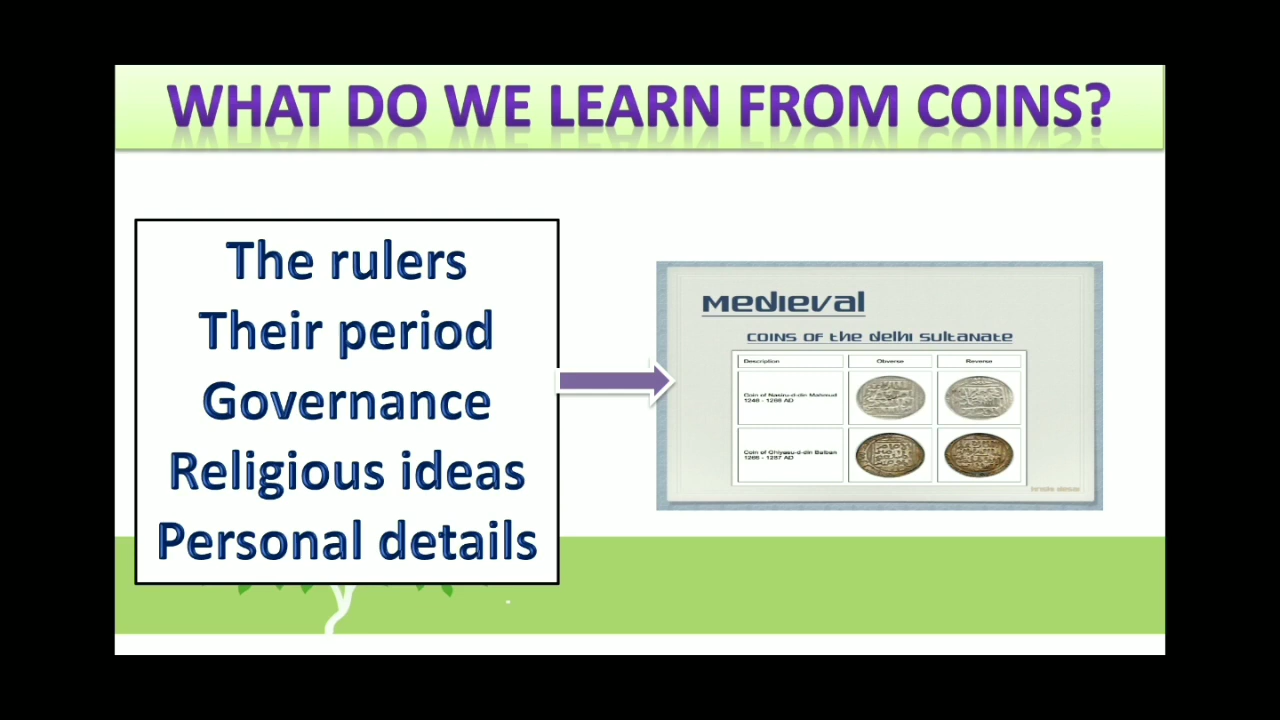 WHAT DO WE LEARN FROM COINS?
The rulers
Their period
Governance
Religious ideas
Personal details
Medieval
COINS OF the delhi sultanate
Description Obverse Reverse
Coin of Nasiru-d-din Mahmud
1246 - 1266 AD
Coin of Ghiyasu-d-din Balban
1266 - 1287 AD